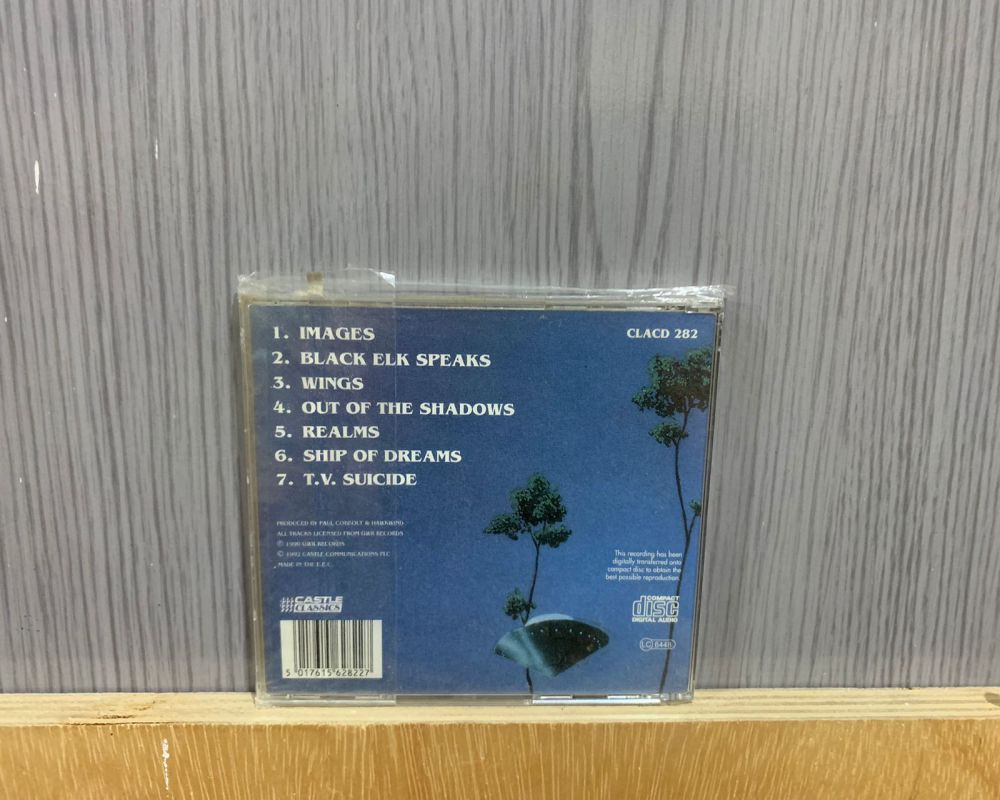 1. IMAGES
CLACD 282
2. BLACK ELK SPEAKS
3. WINGS
4. OUT OF THE SHADOWS
5. REALMS
6. SHIP OF DREAMS
7. T.V. SUICIDE
PRODUCED BY PAUL COBBOLT & HAWKWIND
ALL TRACKS LICENSED FROM GWR RECORDS
℗ 1990 GWR RECORDS
© 1992 CASTLE COMMUNICATIONS PLC
MADE IN THE E.E.C.
This recording has been
digitally transferred onto
compact disc to obtain the
best possible reproduction.
CASTLE
CLASSICS
COMPACT
disc
DIGITAL AUDIO
LC 6448
5 017615 628227